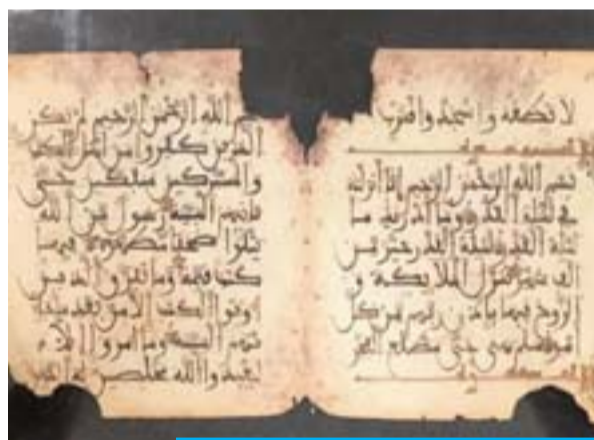 لا تطعه واسجد واقترب
بسم الله الرحمن الرحيم انا انزلنه
في ليلة القدر وما ادريك ما
ليلة القدر ليلة القدر خير من
الف شهر تنزل الملايكة و
الروح فيها باذن ربهم من كل
امر سلام هي حتى مطلع الفجر
سم الله الرحمن الرحيم لم يكن
الذين كفروا من اهل الكتب
والمشركين منفكين حتى
تاتيهم البينة رسول من الله
يتلوا صحفا مطهرة فيها
كتب قيمة وما تفرق الذين
اوتوا الكتب الا من بعد ما جا
تهم البينة وما امروا الا
ليعبدوا الله مخلصين له الدين